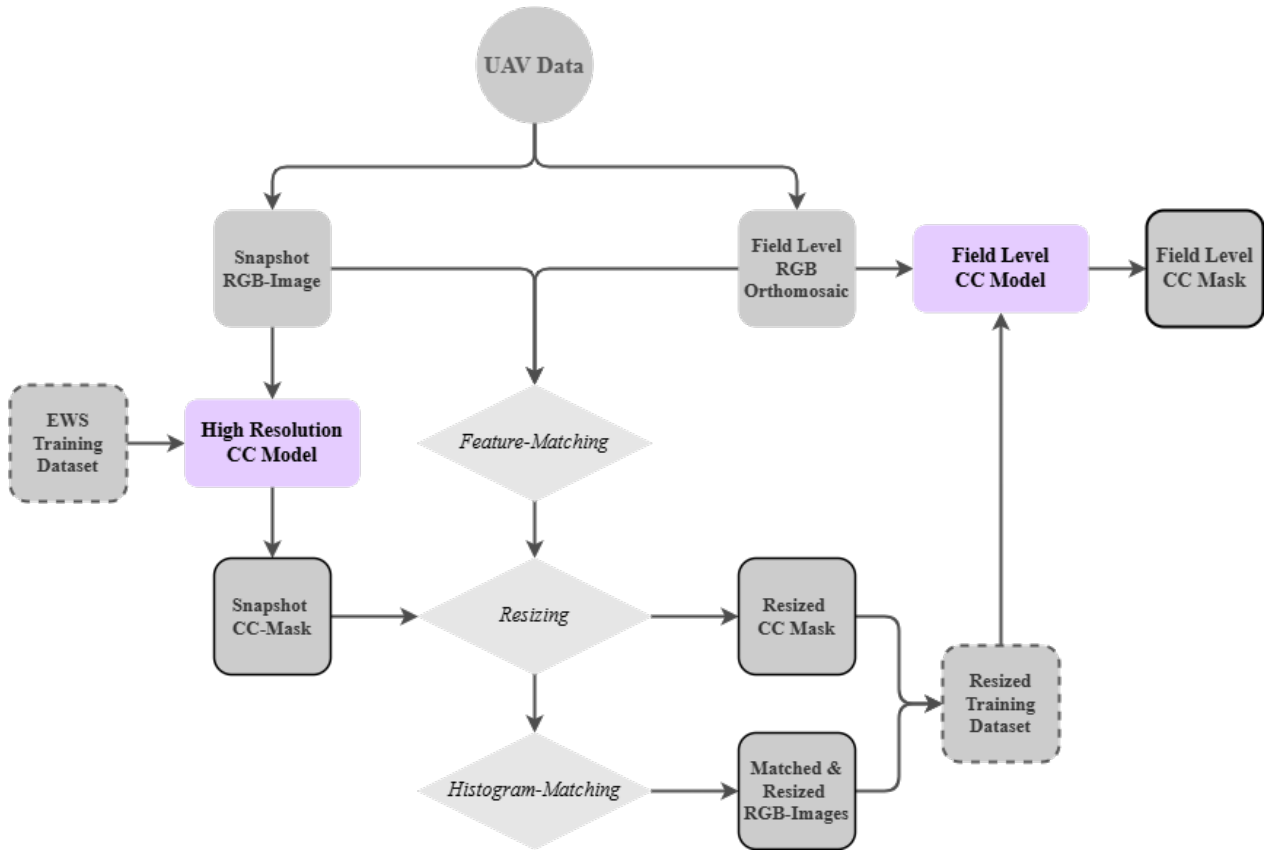 UAV Data
Snapshot
RGB-Image
Field Level
RGB
Orthomosaic
Field Level
CC Model
Field Level
CC Mask
EWS
Training
Dataset
High Resolution
CC Model
Feature-Matching
Snapshot
CC-Mask
Resizing
Resized
CC Mask
Resized
Training
Dataset
Histogram-Matching
Matched &
Resized
RGB-Images